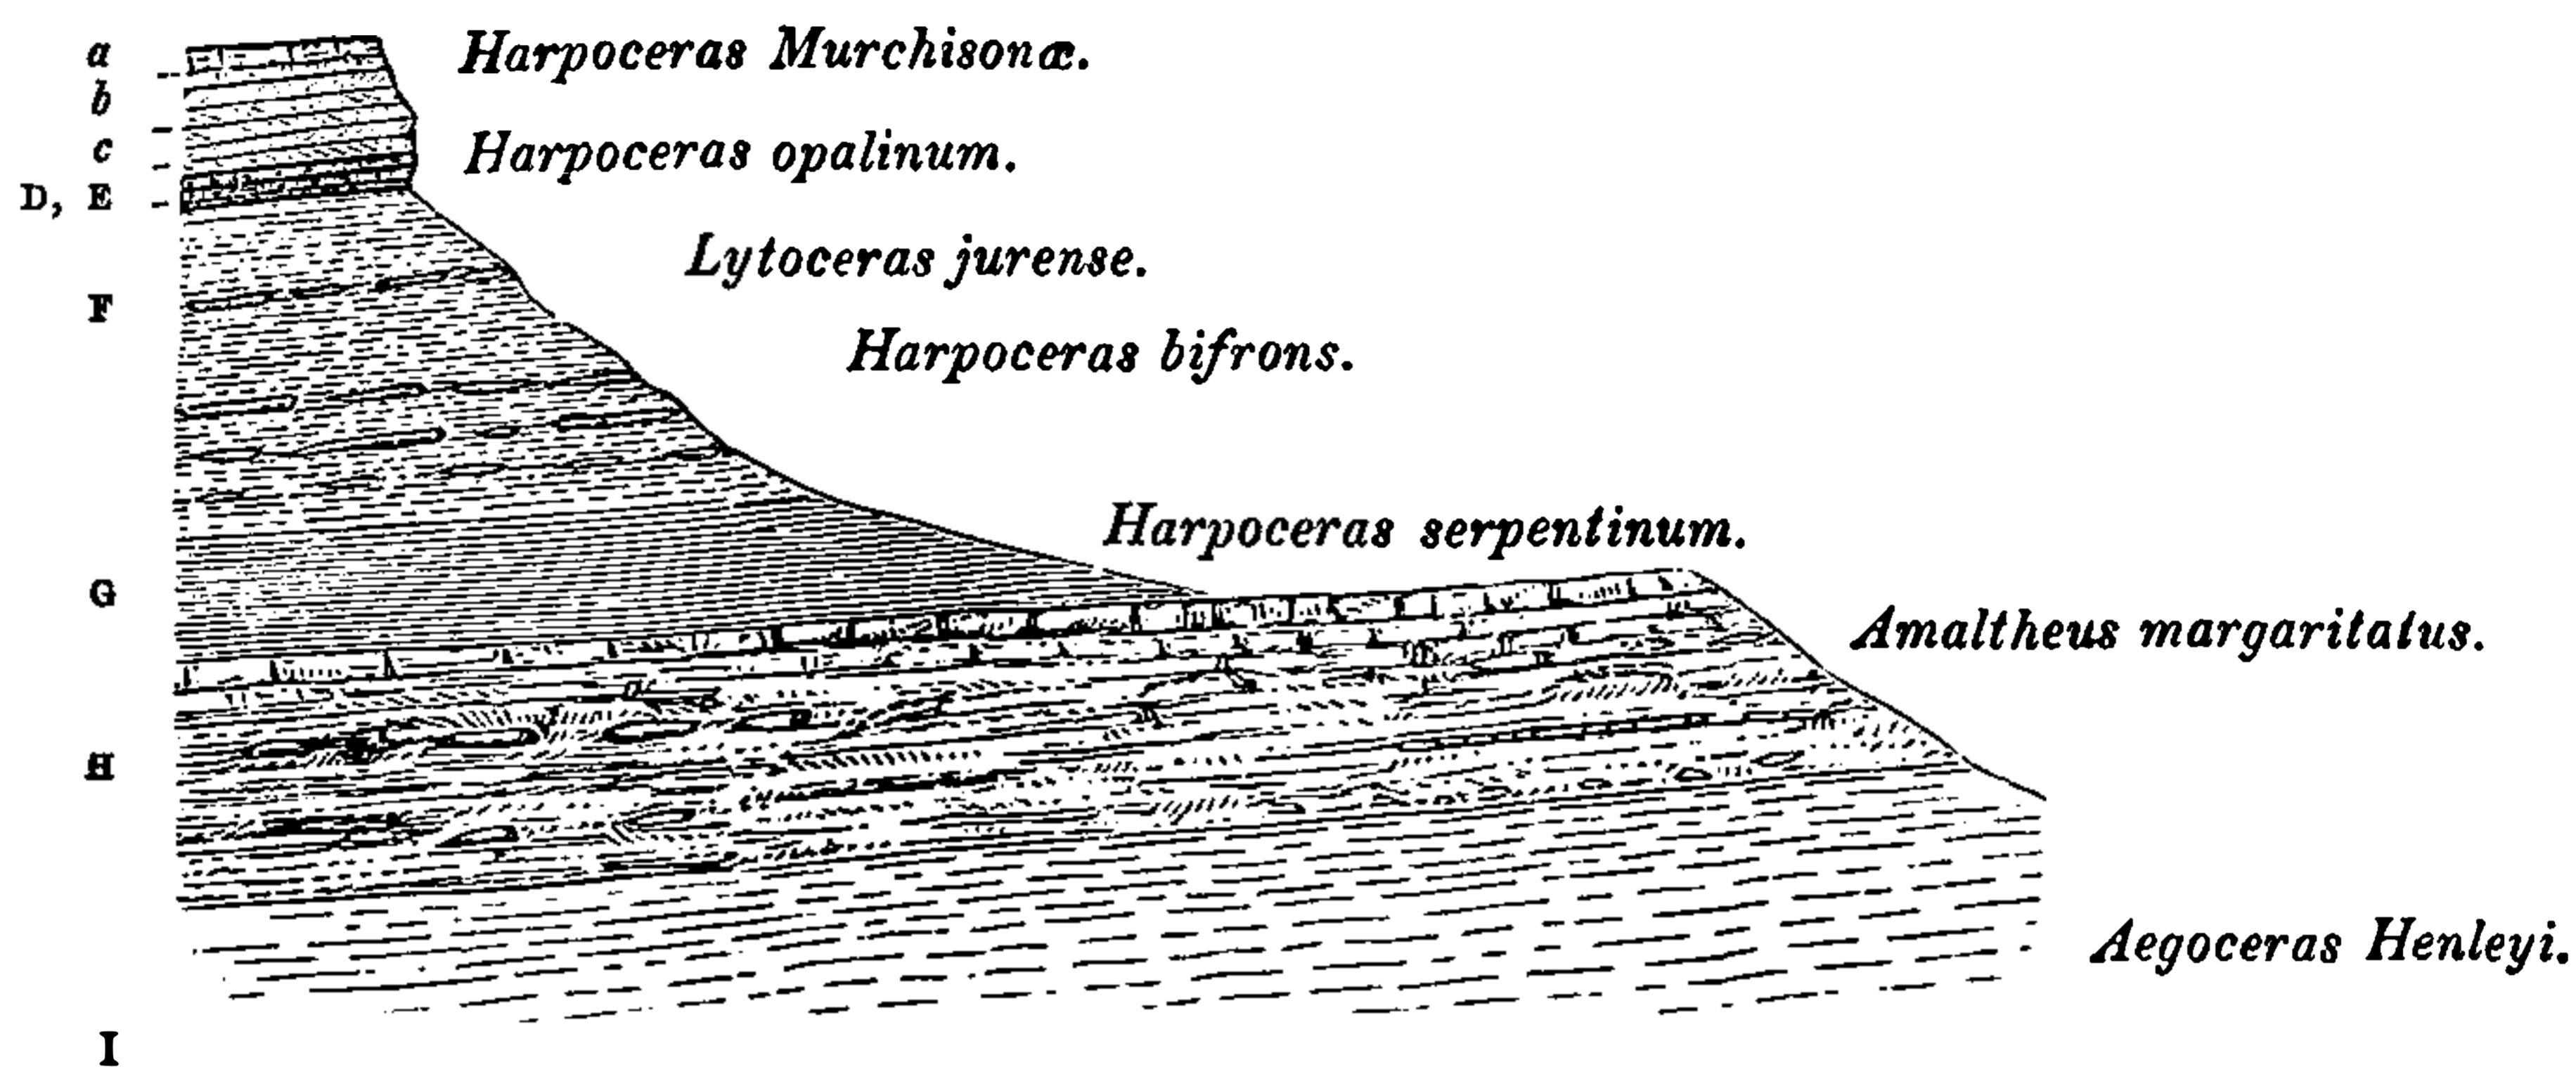 a
Harpoceras Murchisonæ.
b
c
Harpoceras opalinum.
D, E
Lytoceras jurense.
F
Harpoceras bifrons.
Harpoceras serpentinum.
G
Amaltheus margaritatus.
H
Aegoceras Henleyi.
I